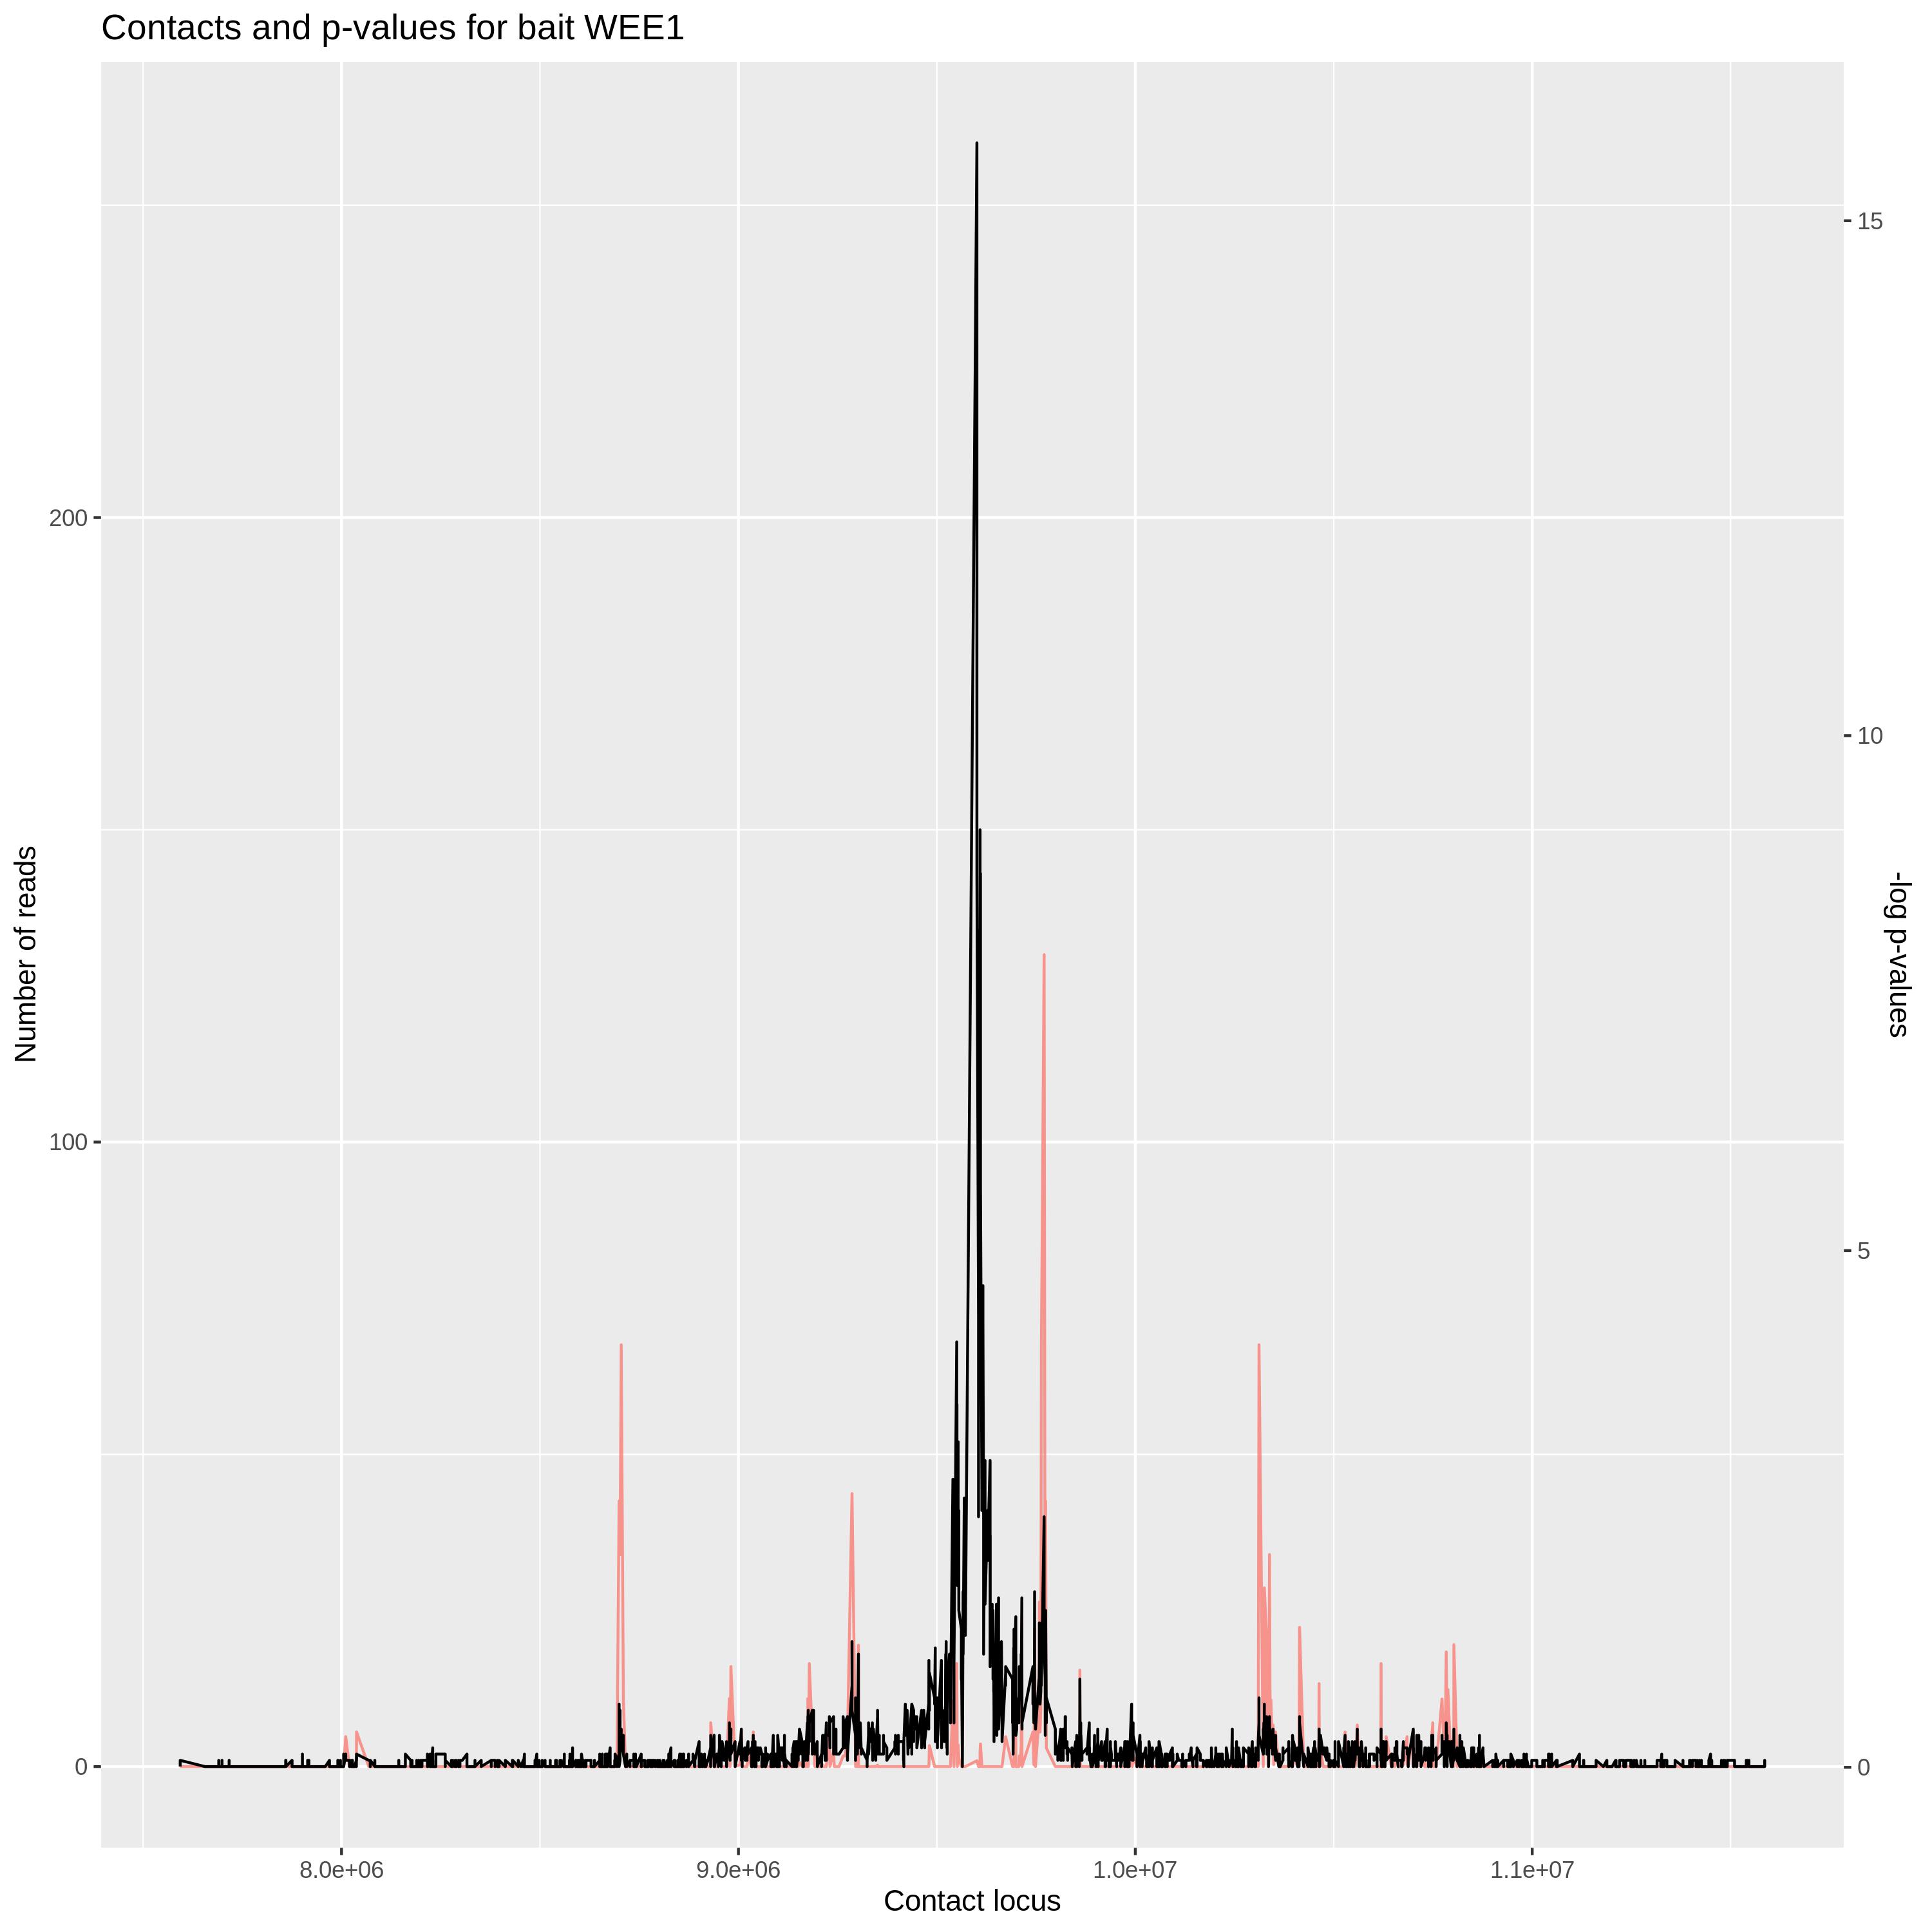 Contacts and p-values for bait WEE1
Number of reads
200
100
0
15
10
5
0
-log p-values
8.0e+06
9.0e+06
1.0e+07
1.1e+07
Contact locus